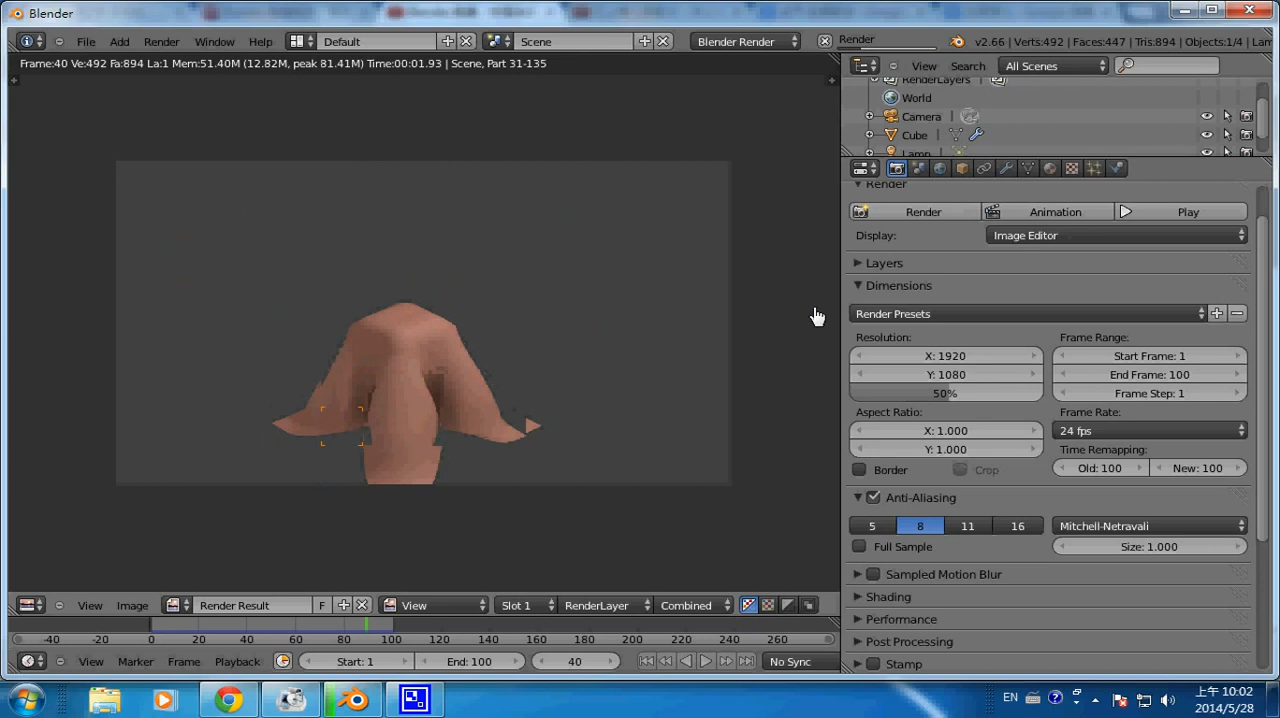 Blender
File Add Render Window Help Default Scene Blender Render Render v2.66 | Verts:492 | Faces:447 | Tris:894 | Objects:1/4 | Lam
Frame:40 Ve:492 Fa:894 La:1 Mem:51.40M (12.82M, peak 81.41M) Time:00:01.93 | Scene, Part 31-135
View Search All Scenes
RenderLayers
World
Camera
Cube
Lamp
Render
Render Animation Play
Display: Image Editor
Layers
Dimensions
Render Presets
Resolution: Frame Range:
X: 1920 Start Frame: 1
Y: 1080 End Frame: 100
50% Frame Step: 1
Aspect Ratio: Frame Rate:
X: 1.000 24 fps
Y: 1.000 Time Remapping:
Border Crop Old: 100 New: 100
Anti-Aliasing
5 8 11 16 Mitchell-Netravali
Full Sample Size: 1.000
Sampled Motion Blur
Shading
Performance
Post Processing
Stamp
View Image Render Result F View Slot 1 RenderLayer Combined
-40 -20 0 20 40 60 80 100 120 140 160 180 200 220 240 260
View Marker Frame Playback Start: 1 End: 100 40 No Sync
EN 上午 10:02
2014/5/28